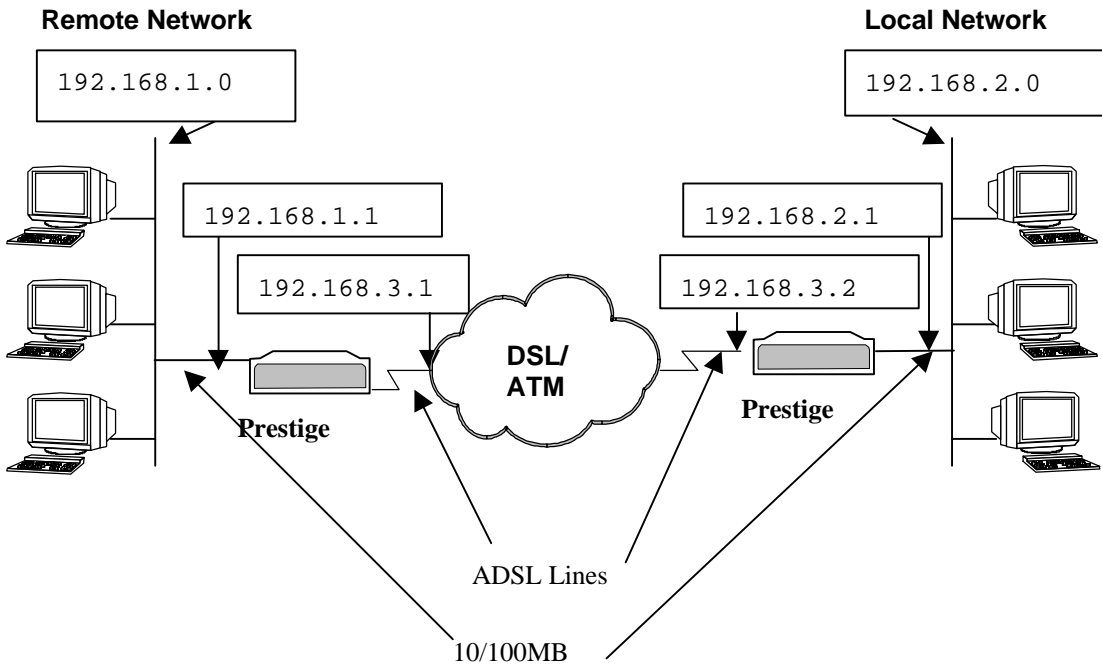 Remote Network
Local Network
192.168.1.0
192.168.2.0
192.168.1.1
192.168.2.1
192.168.3.1
192.168.3.2
DSL/
ATM
Prestige
Prestige
ADSL Lines
10/100MB